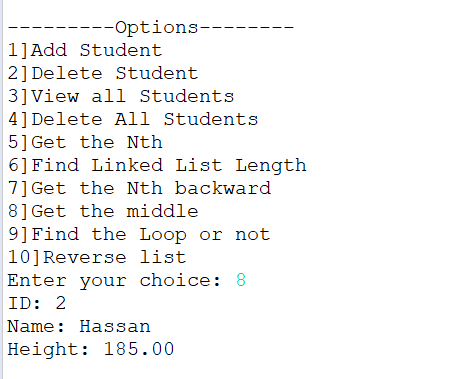 ---------Options--------
1]Add Student
2]Delete Student
3]View all Students
4]Delete All Students
5]Get the Nth
6]Find Linked List Length
7]Get the Nth backward
8]Get the middle
9]Find the Loop or not
10]Reverse list
Enter your choice: 8
ID: 2
Name: Hassan
Height: 185.00